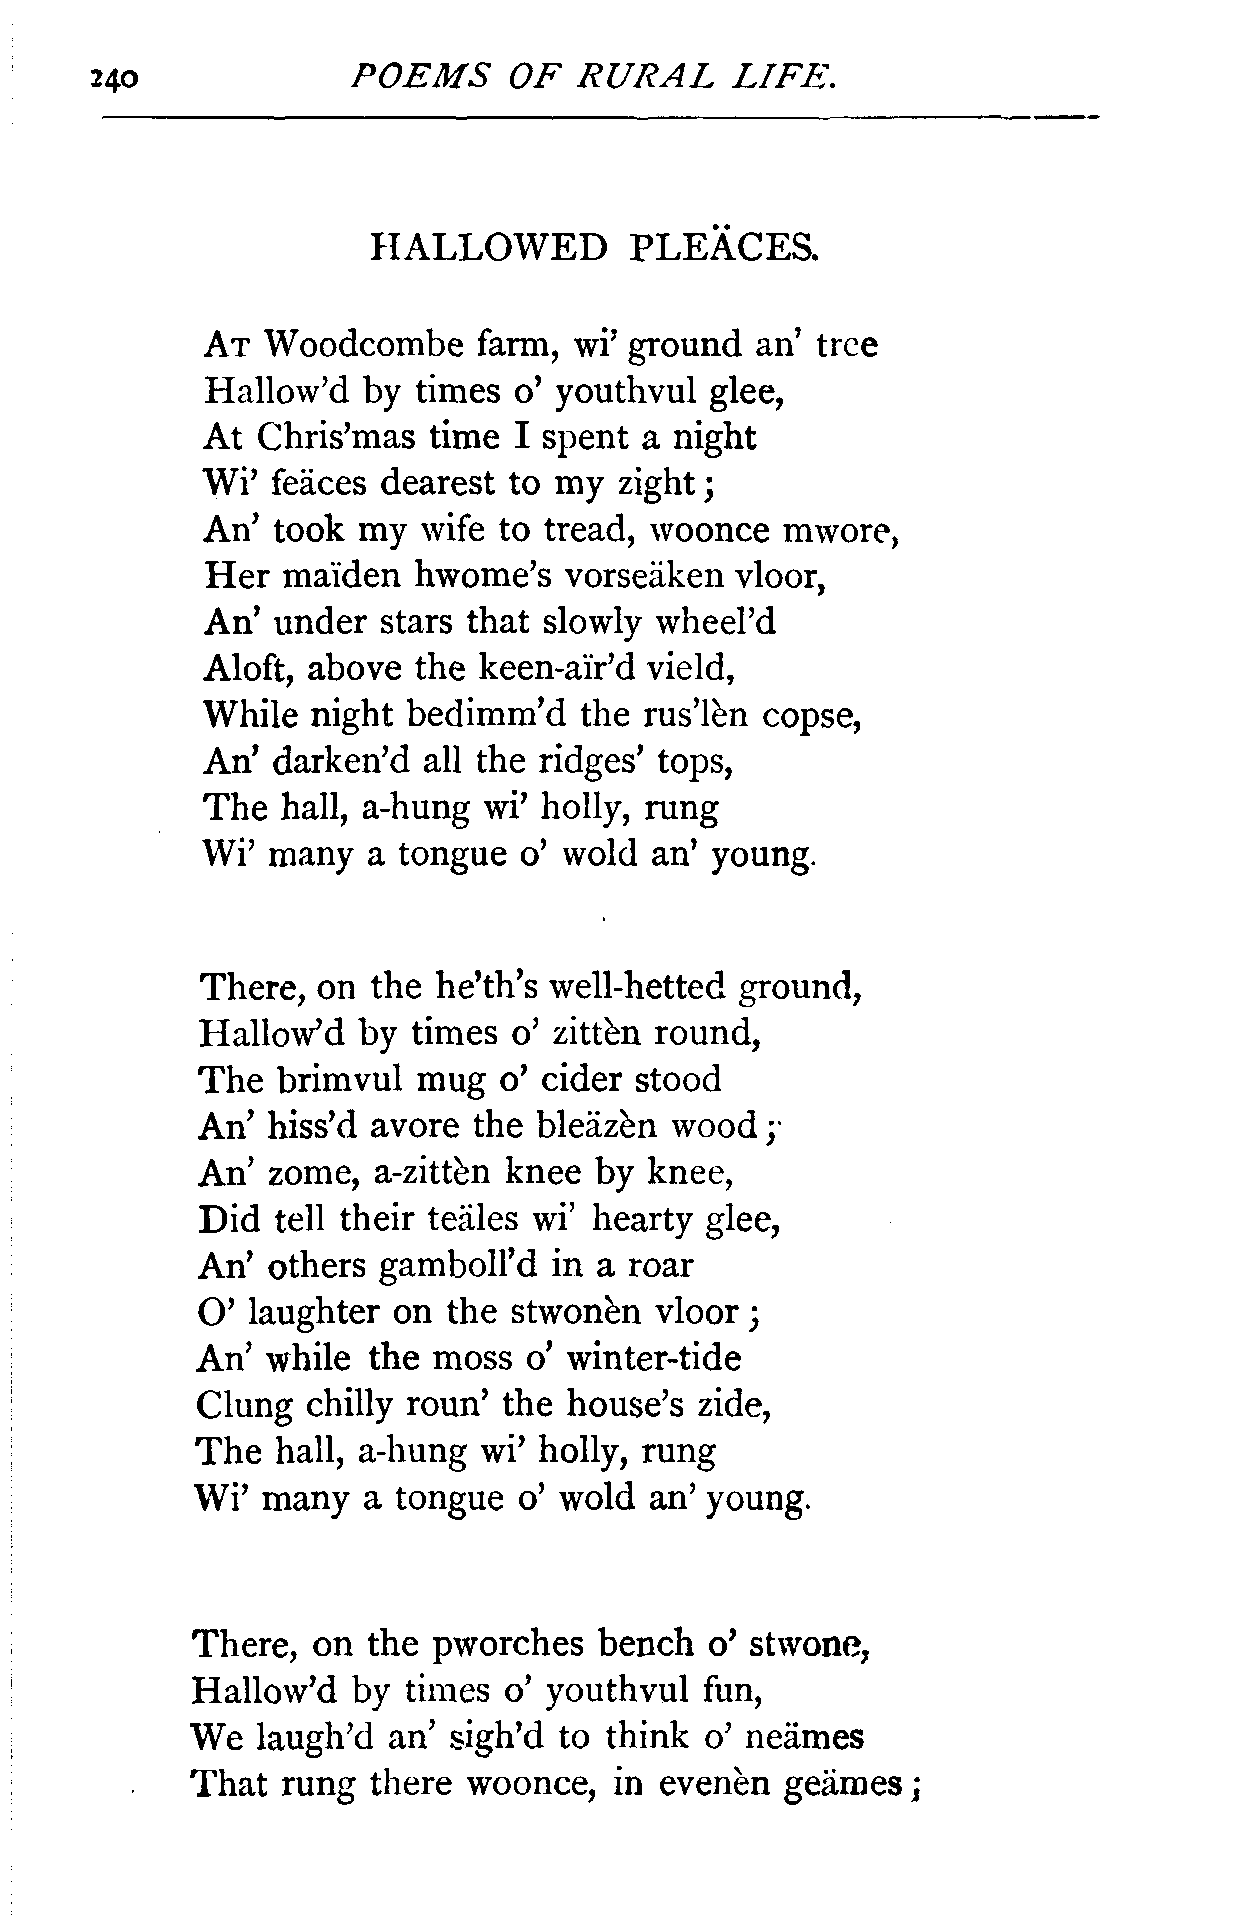 240 POEMS OF RURAL LIFE.
HALLOWED PLEÄCES.
AT Woodcombe farm, wi' ground an' tree
Hallow'd by times o' youthvul glee,
At Chris'mas time I spent a night
Wi' feäces dearest to my zight;
An' took my wife to tread, woonce mwore,
Her maïden hwome's vorseäken vloor,
An' under stars that slowly wheel'd
Aloft, above the keen-aïr'd vield,
While night bedimm'd the rus'lèn copse,
An' darken'd all the ridges' tops,
The hall, a-hung wi' holly, rung
Wi' many a tongue o' wold an' young.
There, on the he'th's well-hetted ground,
Hallow'd by times o' zittèn round,
The brimvul mug o' cider stood
An' hiss'd avore the bleäzèn wood;
An' zome, a-zittèn knee by knee,
Did tell their teäles wi' hearty glee,
An' others gamboll'd in a roar
O' laughter on the stwonèn vloor;
An' while the moss o' winter-tide
Clung chilly roun' the house's zide,
The hall, a-hung wi' holly, rung
Wi' many a tongue o' wold an' young.
There, on the pworches bench o' stwone,
Hallow'd by times o' youthvul fun,
We laugh'd an' sigh'd to think o' neämes
That rung there woonce, in evenèn geämes;